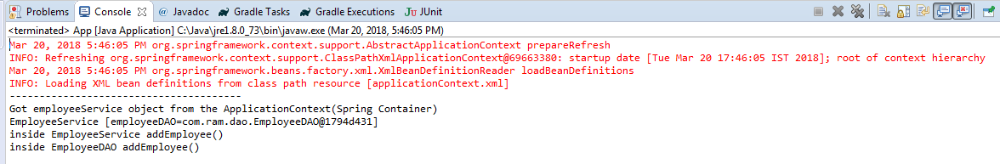 Problems Console @ Javadoc Gradle Tasks Gradle Executions JU JUnit
<terminated> App [Java Application] C:\Java\jre1.8.0_73\bin\javaw.exe (Mar 20, 2018, 5:46:05 PM)
Mar 20, 2018 5:46:05 PM org.springframework.context.support.AbstractApplicationContext prepareRefresh
INFO: Refreshing org.springframework.context.support.ClassPathXmlApplicationContext@69663380: startup date [Tue Mar 20 17:46:05 IST 2018]; root of context hierarchy
Mar 20, 2018 5:46:05 PM org.springframework.beans.factory.xml.XmlBeanDefinitionReader loadBeanDefinitions
INFO: Loading XML bean definitions from class path resource [applicationContext.xml]
---------------------------------------
Got employeeService object from the ApplicationContext(Spring Container)
EmployeeService [employeeDAO=com.ram.dao.EmployeeDAO@1794d431]
inside EmployeeService addEmployee()
inside EmployeeDAO addEmployee()